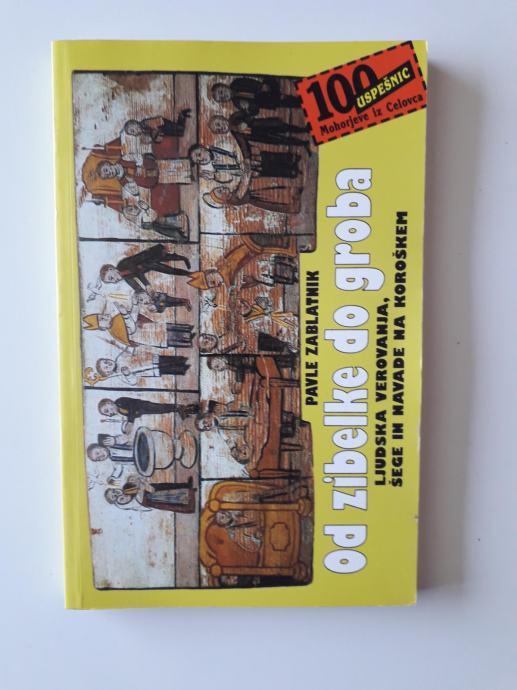 100
USPEŠNIC
Mohorjeve iz Celovca
PAVLE ZABLATNIK
od zibelke do groba
LJUDSKA VEROVANJA,
ŠEGE IN NAVADE NA KOROŠKEM